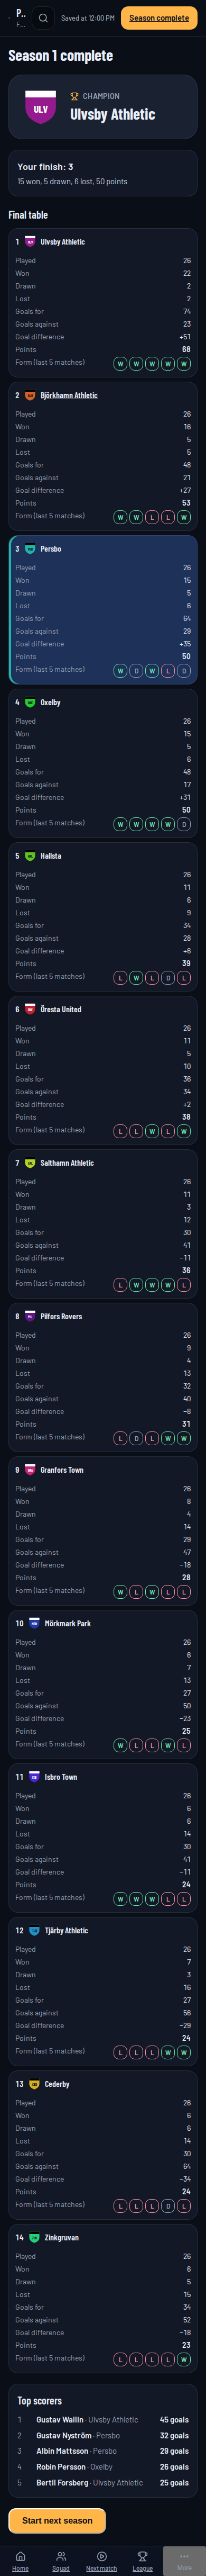 P..
F...
Saved at 12:00 PM
Season complete
Season 1 complete
ULV
CHAMPION
Ulvsby Athletic
Your finish: 3
15 won, 5 drawn, 6 lost, 50 points
Final table
1 Ulvsby Athletic
Played 26
Won 22
Drawn 2
Lost 2
Goals for 74
Goals against 23
Goal difference +51
Points 68
Form (last 5 matches) W W W W W
2 Björkhamn Athletic
Played 26
Won 16
Drawn 5
Lost 5
Goals for 48
Goals against 21
Goal difference +27
Points 53
Form (last 5 matches) W W L L W
3 Persbo
Played 26
Won 15
Drawn 5
Lost 6
Goals for 64
Goals against 29
Goal difference +35
Points 50
Form (last 5 matches) W D W L D
4 Oxelby
Played 26
Won 15
Drawn 5
Lost 6
Goals for 48
Goals against 17
Goal difference +31
Points 50
Form (last 5 matches) W W W W D
5 Hallsta
Played 26
Won 11
Drawn 6
Lost 9
Goals for 34
Goals against 28
Goal difference +6
Points 39
Form (last 5 matches) L W L D L
6 Öresta United
Played 26
Won 11
Drawn 5
Lost 10
Goals for 36
Goals against 34
Goal difference +2
Points 38
Form (last 5 matches) L L W L W
7 Salthamn Athletic
Played 26
Won 11
Drawn 3
Lost 12
Goals for 30
Goals against 41
Goal difference −11
Points 36
Form (last 5 matches) L W W W L
8 Pilfors Rovers
Played 26
Won 9
Drawn 4
Lost 13
Goals for 32
Goals against 40
Goal difference −8
Points 31
Form (last 5 matches) L D L W W
9 Granfors Town
Played 26
Won 8
Drawn 4
Lost 14
Goals for 29
Goals against 47
Goal difference −18
Points 28
Form (last 5 matches) W L W L L
10 Mörkmark Park
Played 26
Won 6
Drawn 7
Lost 13
Goals for 27
Goals against 50
Goal difference −23
Points 25
Form (last 5 matches) W L L W L
11 Isbro Town
Played 26
Won 6
Drawn 6
Lost 14
Goals for 30
Goals against 41
Goal difference −11
Points 24
Form (last 5 matches) W W W L L
12 Tjärby Athletic
Played 26
Won 7
Drawn 3
Lost 16
Goals for 27
Goals against 56
Goal difference −29
Points 24
Form (last 5 matches) L L L W W
13 Cederby
Played 26
Won 6
Drawn 6
Lost 14
Goals for 30
Goals against 64
Goal difference −34
Points 24
Form (last 5 matches) L L L D L
14 Zinkgruvan
Played 26
Won 6
Drawn 5
Lost 15
Goals for 34
Goals against 52
Goal difference −18
Points 23
Form (last 5 matches) L L L L W
Top scorers
1 Gustav Wallin · Ulvsby Athletic 45 goals
2 Gustav Nyström · Persbo 32 goals
3 Albin Mattsson · Persbo 29 goals
4 Robin Persson · Oxelby 26 goals
5 Bertil Forsberg · Ulvsby Athletic 25 goals
Start next season
Home Squad Next match League More